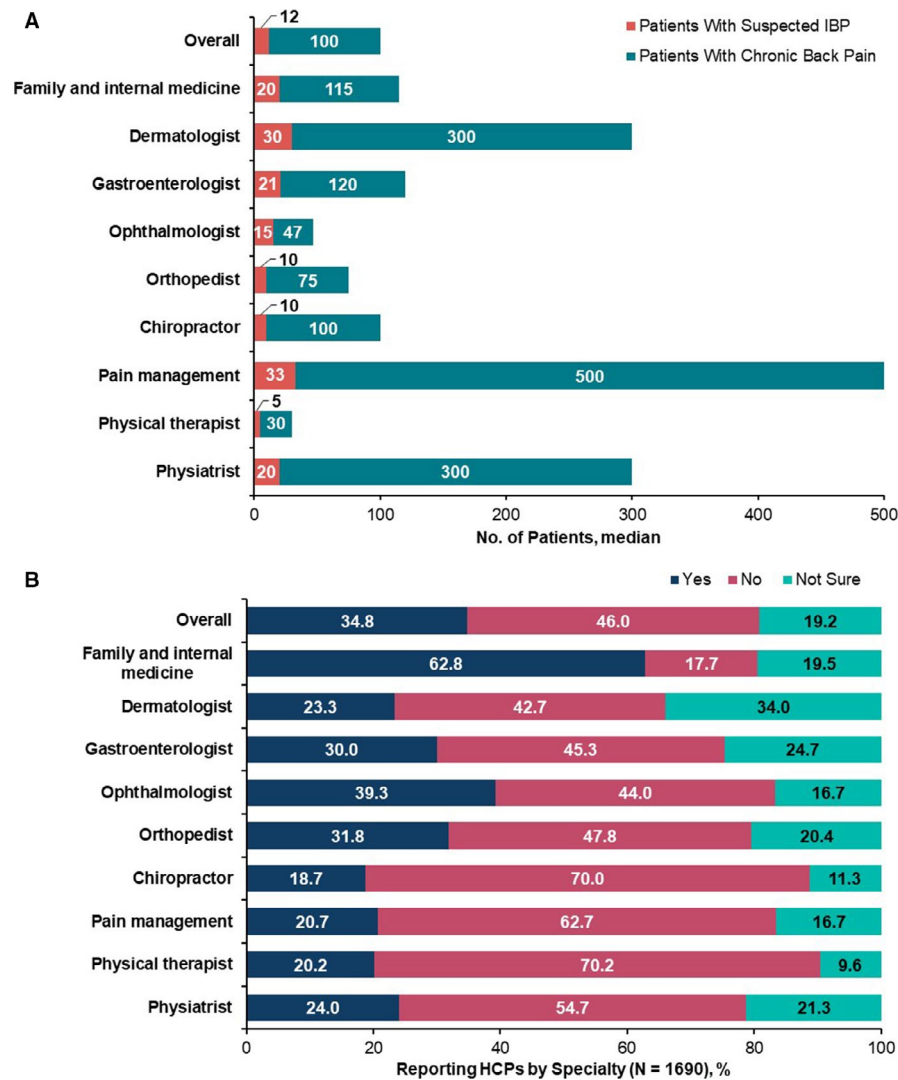 A
12
Patients With Suspected IBP
Patients With Chronic Back Pain
Overall 100
Family and internal medicine 20 115
Dermatologist 30 300
Gastroenterologist 21 120
Ophthalmologist 15 47
10
Orthopedist 75
10
Chiropractor 100
Pain management 33 500
5
Physical therapist 30
Physiatrist 20 300
0 100 200 300 400 500
No. of Patients, median
B
Yes No Not Sure
Overall 34.8 46.0 19.2
Family and internal
medicine 62.8 17.7 19.5
Dermatologist 23.3 42.7 34.0
Gastroenterologist 30.0 45.3 24.7
Ophthalmologist 39.3 44.0 16.7
Orthopedist 31.8 47.8 20.4
Chiropractor 18.7 70.0 11.3
Pain management 20.7 62.7 16.7
Physical therapist 20.2 70.2 9.6
Physiatrist 24.0 54.7 21.3
0 20 40 60 80 100
Reporting HCPs by Specialty (N = 1690), %